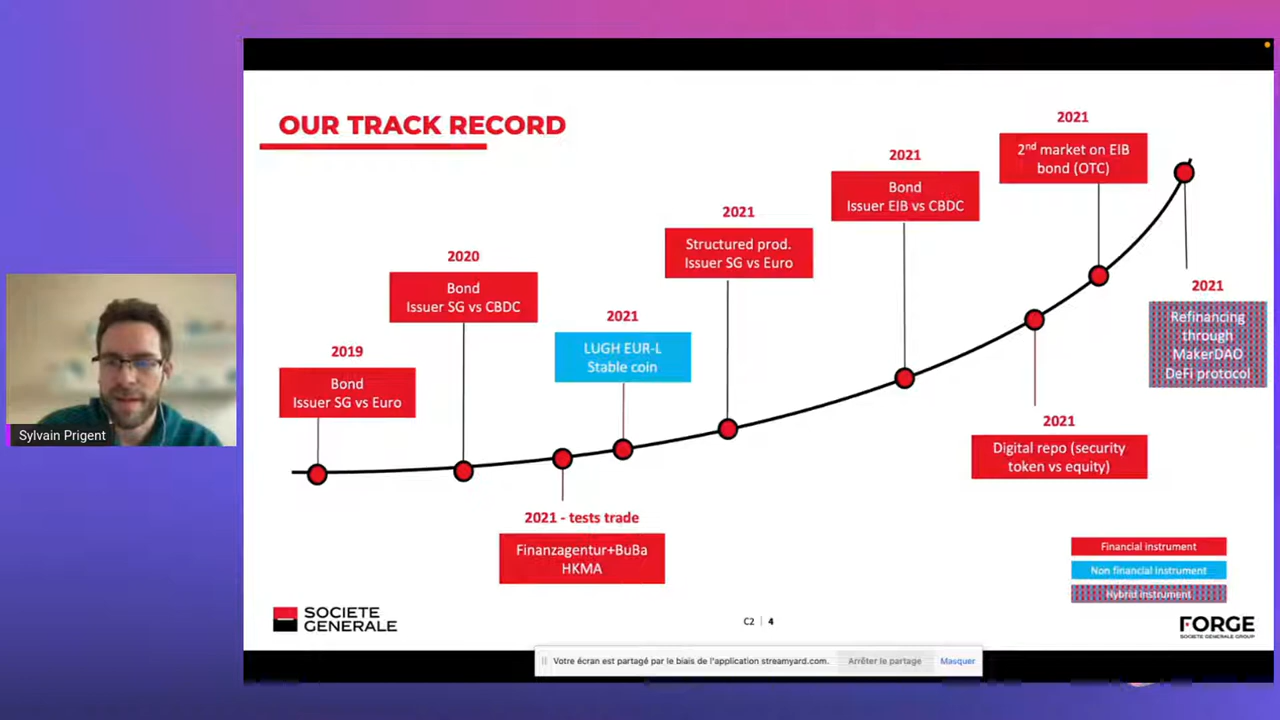 OUR TRACK RECORD
2019
Bond
Issuer SG vs Euro
2020
Bond
Issuer SG vs CBDC
2021 - tests trade
Finanzagentur+BuBa
HKMA
2021
LUGH EUR-L
Stable coin
2021
Structured prod.
Issuer SG vs Euro
2021
Bond
Issuer EIB vs CBDC
2021
Digital repo (security
token vs equity)
2021
2nd market on EIB
bond (OTC)
2021
Refinancing
through
MakerDAO
DeFi protocol
Financial instrument
Non financial instrument
Hybrid instrument
SOCIETE
GENERALE
C2 | 4
FORGE
SOCIETE GENERALE GROUP
Sylvain Prigent
Votre écran est partagé par le biais de l'application streamyard.com.
Arrêter le partage
Masquer